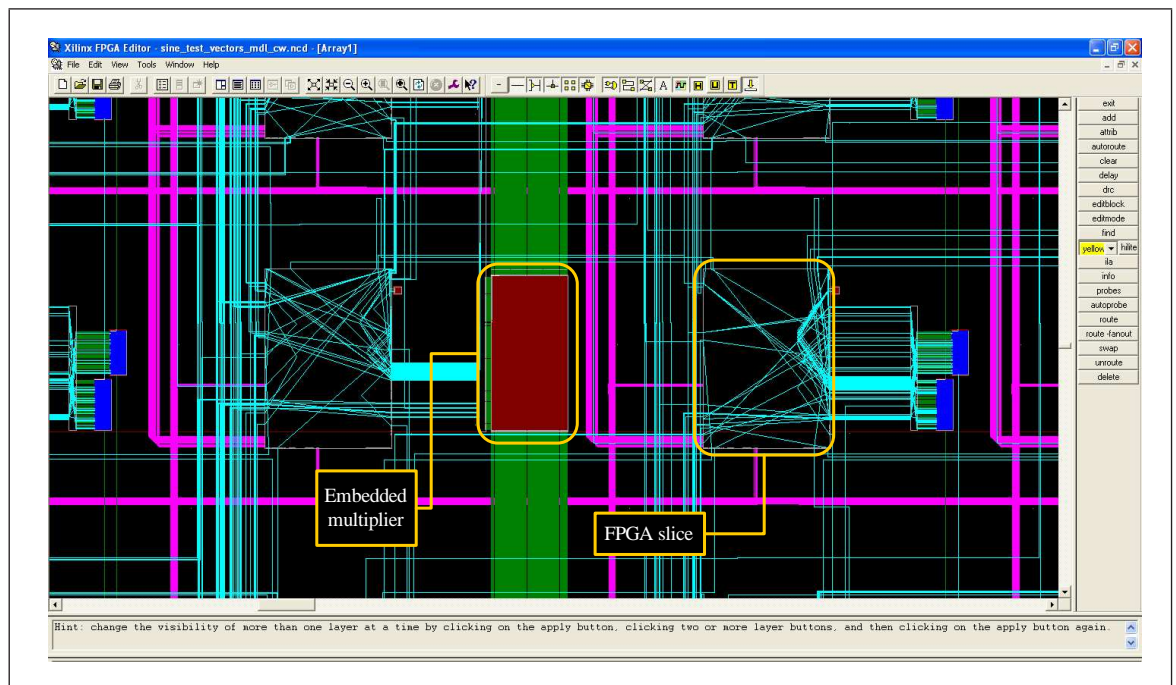 Xilinx FPGA Editor - sine_test_vectors_mdl_cw.ncd - [Array1]
File Edit View Tools Window Help
A
exit
add
attrib
autoroute
clear
delay
drc
editblock
editmode
find
yellow hilite
ila
info
probes
autoprobe
route
route -fanout
swap
unroute
delete
Embedded
multiplier
FPGA slice
Hint: change the visibility of more than one layer at a time by clicking on the apply button, clicking two or more layer buttons, and then clicking on the apply button again.